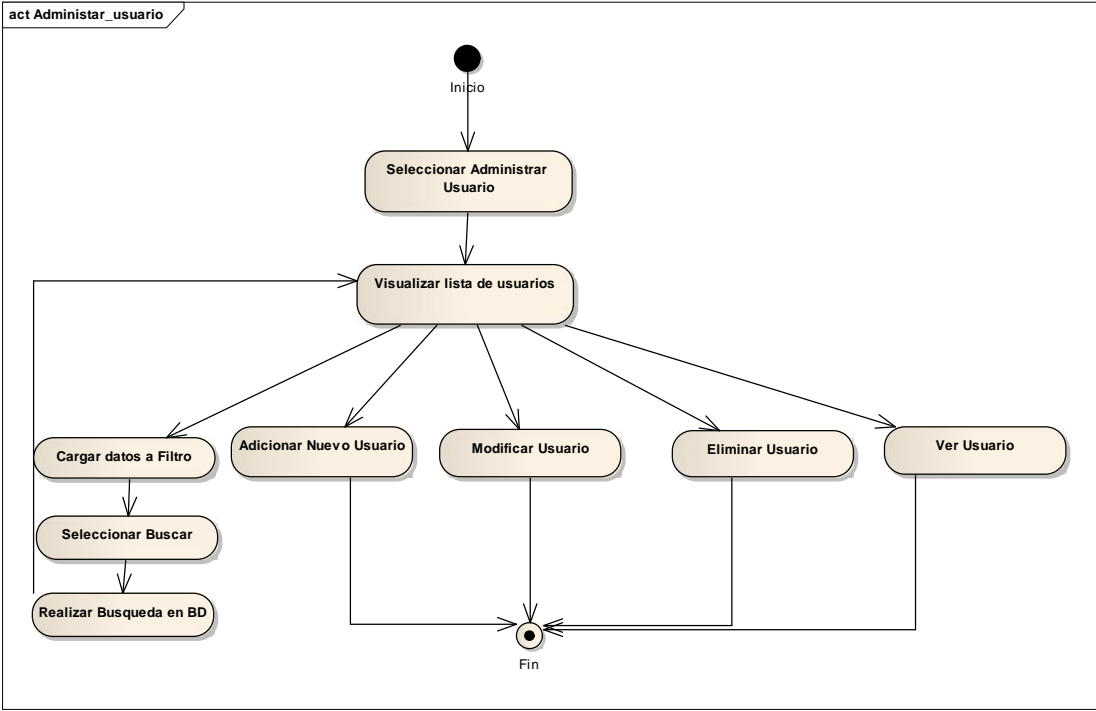 act Administar_usuario
Inicio
Seleccionar Administrar
Usuario
Visualizar lista de usuarios
Cargar datos a Filtro
Adicionar Nuevo Usuario
Modificar Usuario
Eliminar Usuario
Ver Usuario
Seleccionar Buscar
Realizar Busqueda en BD
Fin